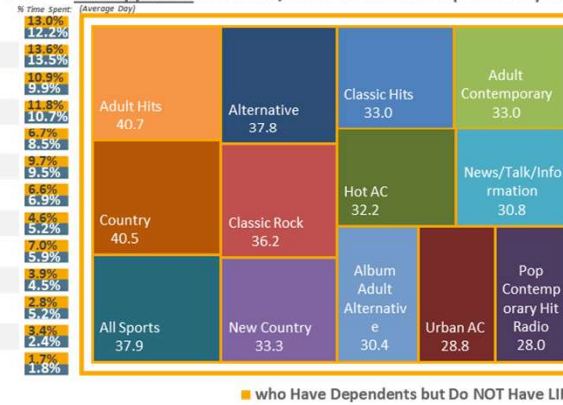 % Time Spent: (Average Day)
13.0%
12.2%
13.6%
13.5%
10.9%
9.9%
11.8%
10.7%
6.7%
8.5%
9.7%
9.5%
6.6%
6.9%
4.6%
5.2%
7.0%
5.9%
3.9%
4.5%
2.8%
5.2%
3.4%
2.4%
1.7%
1.8%
Adult Hits
40.7
Country
40.5
All Sports
37.9
Alternative
37.8
Classic Rock
36.2
New Country
33.3
Classic Hits
33.0
Adult
Contemporary
33.0
Hot AC
32.2
News/Talk/Info
rmation
30.8
Album
Adult
Alternativ
e
30.4
Urban AC
28.8
Pop
Contemp
orary Hit
Radio
28.0
who Have Dependents but Do NOT Have